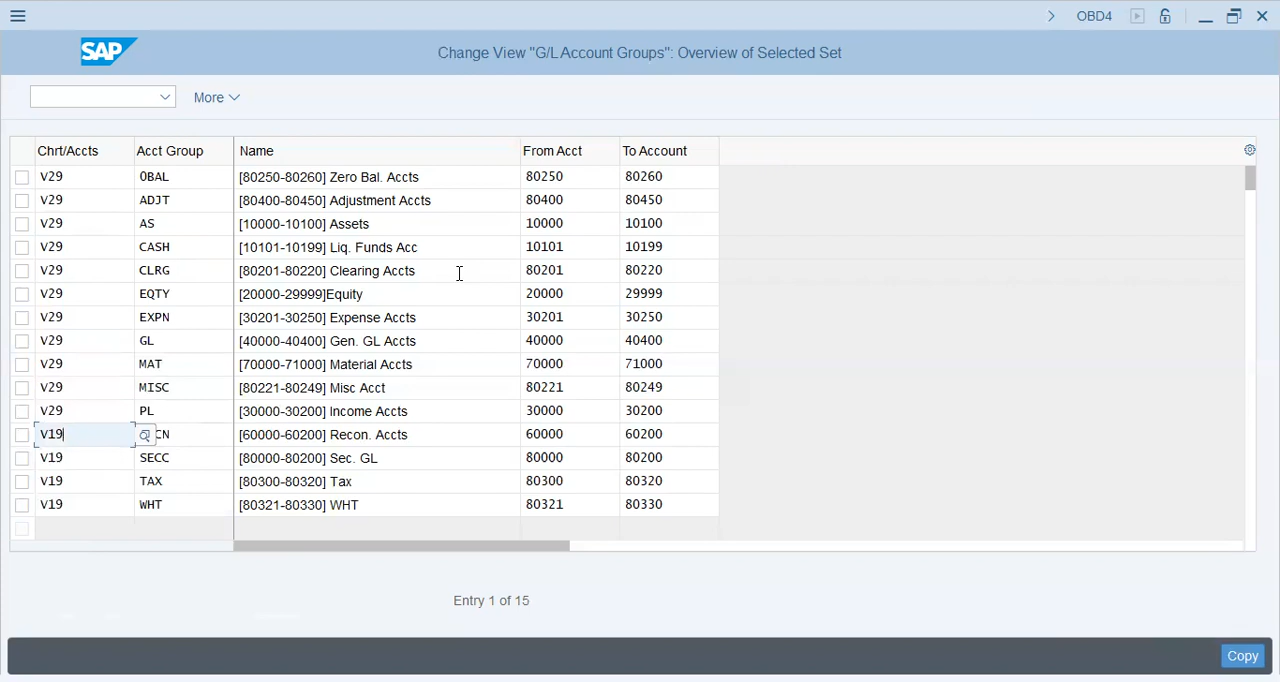 OBD4
SAP
Change View "G/L Account Groups": Overview of Selected Set
More
Chrt/Accts Acct Group Name From Acct To Account
V29 OBAL [80250-80260] Zero Bal. Accts 80250 80260
V29 ADJT [80400-80450] Adjustment Accts 80400 80450
V29 AS [10000-10100] Assets 10000 10100
V29 CASH [10101-10199] Liq. Funds Acc 10101 10199
V29 CLRG [80201-80220] Clearing Accts 80201 80220
V29 EQTY [20000-29999]Equity 20000 29999
V29 EXPN [30201-30250] Expense Accts 30201 30250
V29 GL [40000-40400] Gen. GL Accts 40000 40400
V29 MAT [70000-71000] Material Accts 70000 71000
V29 MISC [80221-80249] Misc Acct 80221 80249
V29 PL [30000-30200] Income Accts 30000 30200
V19 CN [60000-60200] Recon. Accts 60000 60200
V19 SECC [80000-80200] Sec. GL 80000 80200
V19 TAX [80300-80320] Tax 80300 80320
V19 WHT [80321-80330] WHT 80321 80330
Entry 1 of 15
Copy